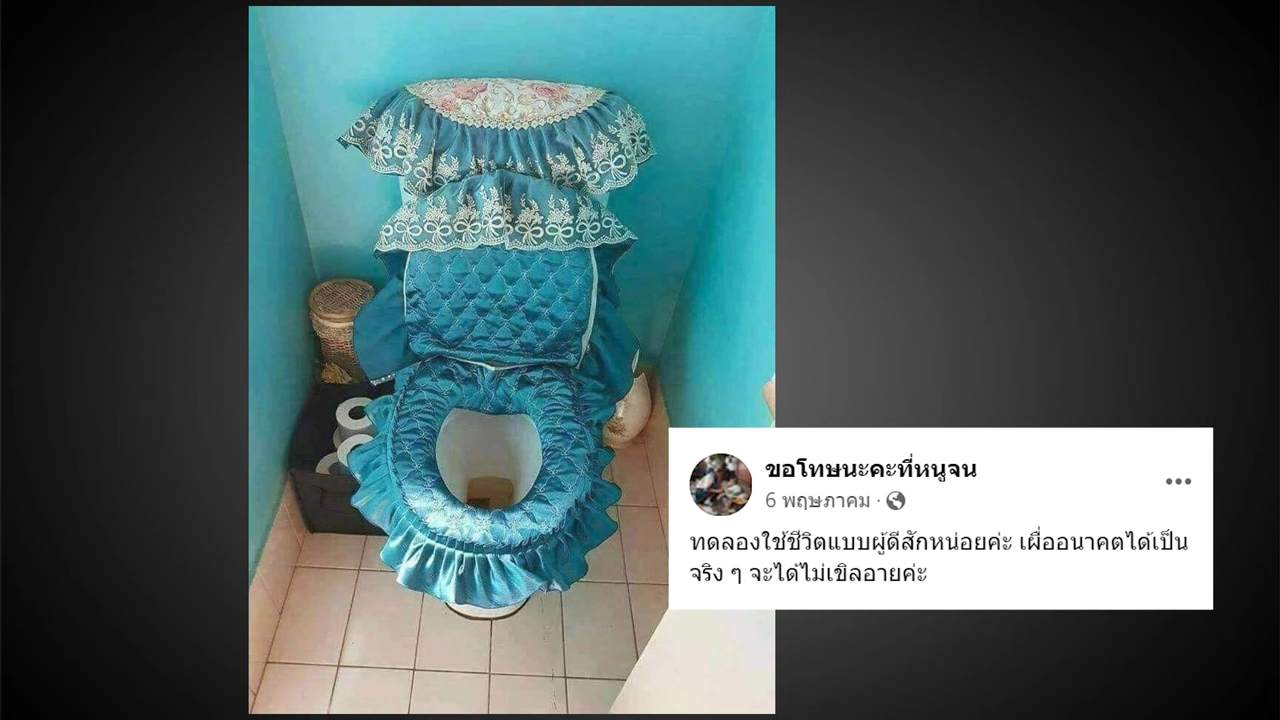 ขอโทษนะคะที่หนูจน
6 พฤษภาคม ·
ทดลองใช้ชีวิตแบบผู้ดีสักหน่อยค่ะ เผื่ออนาคตได้เป็น
จริง ๆ จะได้ไม่เขิลอายค่ะ